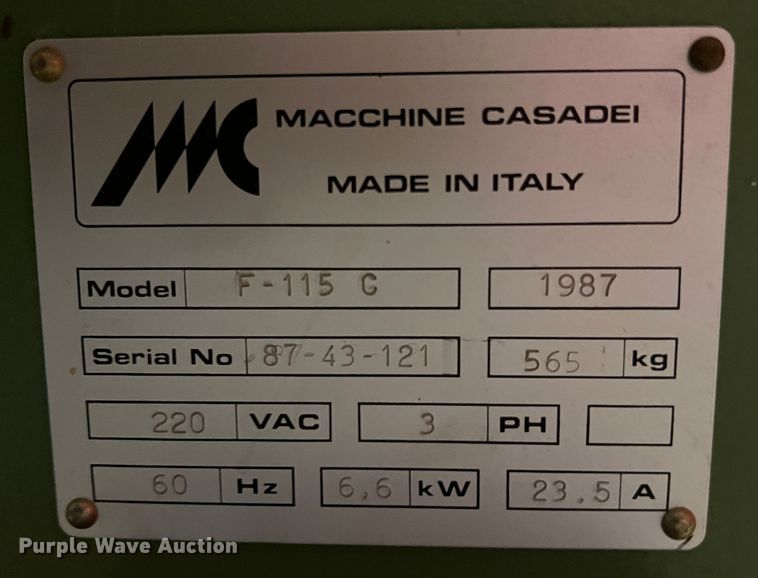 MC MACCHINE CASADEI
MADE IN ITALY
Model F-115 C 1987
Serial No 87-43-121 565 kg
220 VAC 3 PH
60 Hz 6,6 kW 23.5 A
Purple Wave Auction